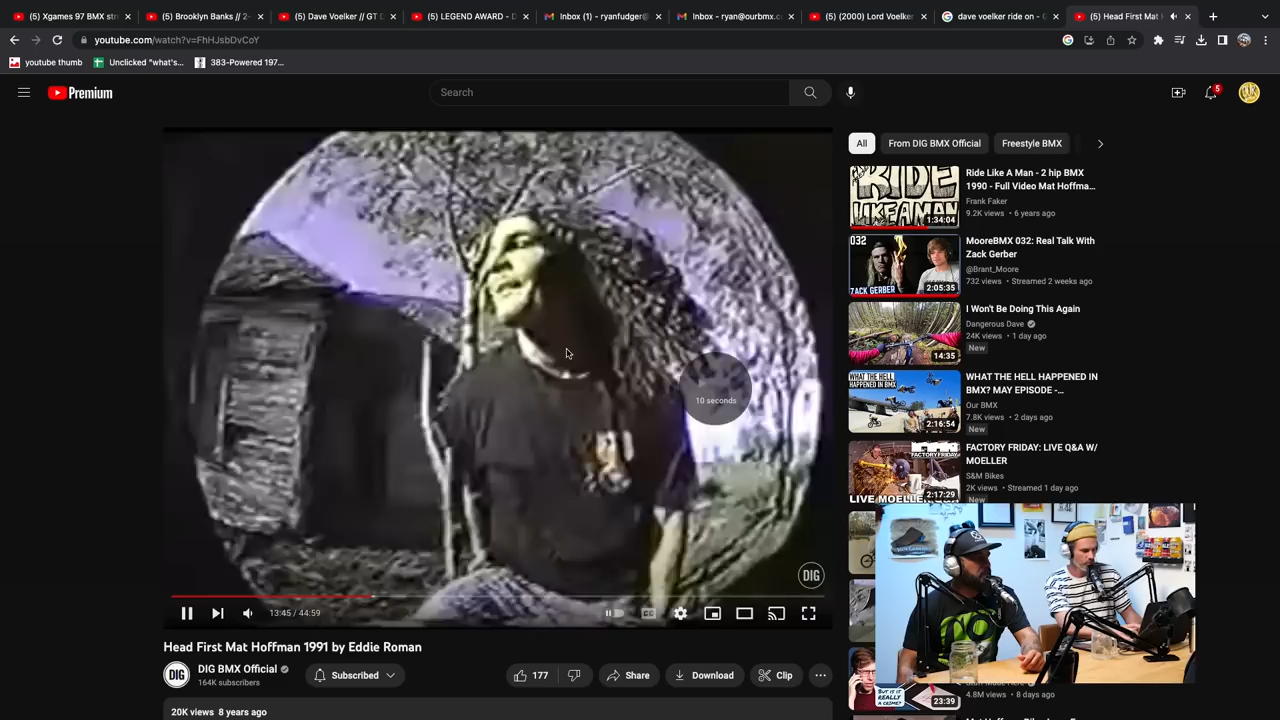 (5) Xgames 97 BMX str
(5) Brooklyn Banks // 2-
(5) Dave Voelker // GT D
(5) LEGEND AWARD - D
Inbox (1) - ryanfudger@
Inbox - ryan@ourbmx.c
(5) (2000) Lord Voelker
dave voelker ride on - G
(5) Head First Mat H
youtube.com/watch?v=FhHJsbDvCoY
youtube thumb
Unclicked "what's...
383-Powered 197...
Premium
Search
5
All
From DIG BMX Official
Freestyle BMX
RIDE
LIKE A MAN
1:34:04
Ride Like A Man - 2 hip BMX
1990 - Full Video Mat Hoffma...
Frank Faker
9.2K views • 6 years ago
032
ZACK GERBER
2:05:35
MooreBMX 032: Real Talk With
Zack Gerber
@Brant_Moore
732 views • Streamed 2 weeks ago
14:35
I Won't Be Doing This Again
Dangerous Dave
24K views • 1 day ago
New
WHAT THE HELL
HAPPENED IN
BMX?
2:16:54
WHAT THE HELL HAPPENED IN
BMX? MAY EPISODE -...
Our BMX
7.8K views • 2 days ago
New
LIVE MOELLER
2:17:29
FACTORY FRIDAY: LIVE Q&A W/
MOELLER
S&M Bikes
2K views • Streamed 1 day ago
New
10 seconds
DIG
13:45 / 44:59
Head First Mat Hoffman 1991 by Eddie Roman
DIG
DIG BMX Official
164K subscribers
Subscribed
177
Share
Download
Clip
20K views 8 years ago
BUT IS IT
REALLY A
CRIME?
23:39
4.8M views • 8 days ago